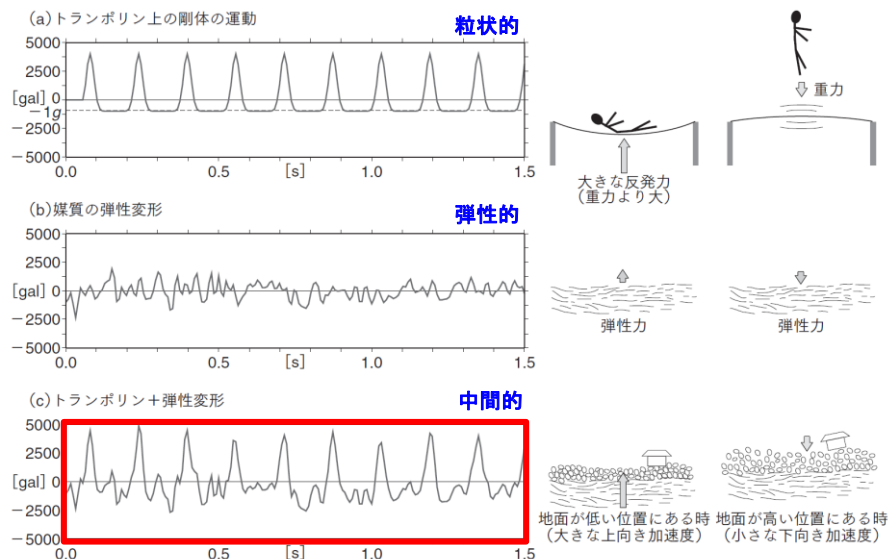 (a)トランポリン上の剛体の運動
粒状的
5000
2500
[gal] 0
−1g
−2500
−5000
0.0 0.5 [s] 1.0 1.5
重力
大きな反発力
(重力より大)
(b)媒質の弾性変形
弾性的
5000
2500
[gal] 0
−2500
−5000
0.0 0.5 [s] 1.0 1.5
弾性力
弾性力
(c)トランポリン+弾性変形
中間的
5000
2500
[gal] 0
−2500
−5000
0.0 0.5 [s] 1.0 1.5
地面が低い位置にある時
(大きな上向き加速度)
地面が高い位置にある時
(小さな下向き加速度)